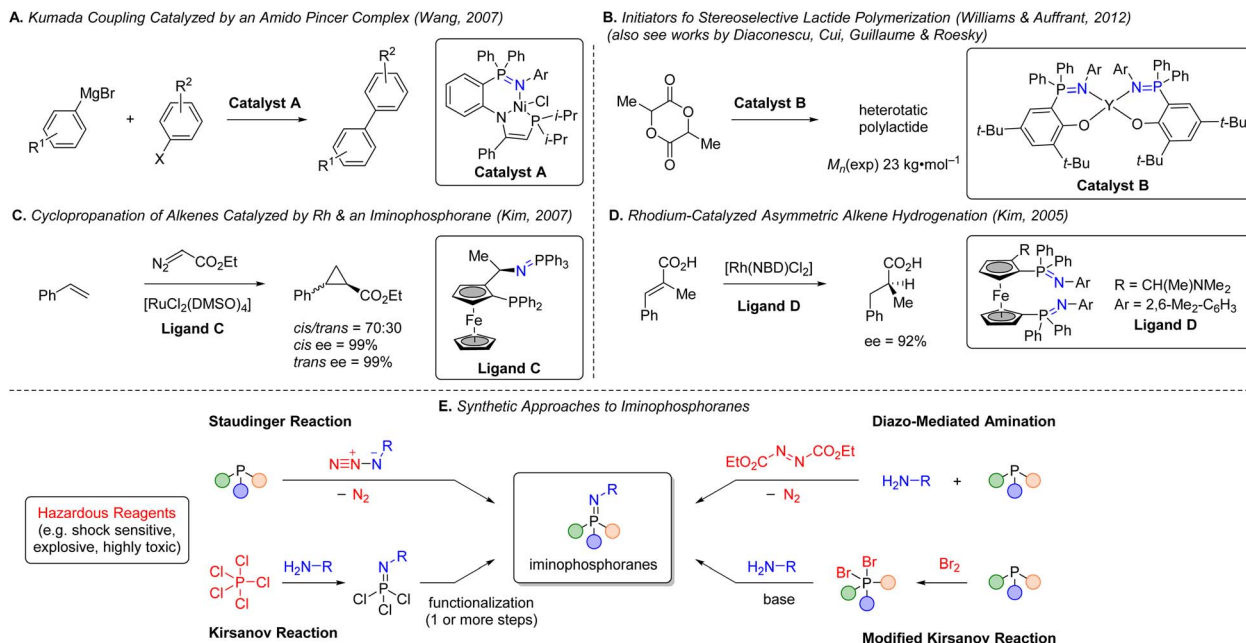 A. Kumada Coupling Catalyzed by an Amido Pincer Complex (Wang, 2007)
MgBr
R1
+
R2
X
Catalyst A
R2
R1
Ph Ph
P N Ar
Ni Cl
N P i-Pr
i-Pr
Ph
Catalyst A
B. Initiators fo Stereoselective Lactide Polymerization (Williams & Auffrant, 2012)
(also see works by Diaconescu, Cui, Guillaume & Roesky)
O
Me O
O Me
O
Catalyst B
heterotatic
polylactide
Mn(exp) 23 kg•mol–1
Ph Ph Ar Ar Ph Ph
P N N P
Y
t-Bu O O t-Bu
t-Bu t-Bu
Catalyst B
C. Cyclopropanation of Alkenes Catalyzed by Rh & an Iminophosphorane (Kim, 2007)
Ph
N2 CO2Et
[RuCl2(DMSO)4]
Ligand C
Ph CO2Et
cis/trans = 70:30
cis ee = 99%
trans ee = 99%
Me
N PPh3
PPh2
Fe
Ligand C
D. Rhodium-Catalyzed Asymmetric Alkene Hydrogenation (Kim, 2005)
CO2H
Me
Ph
[Rh(NBD)Cl2]
Ligand D
CO2H
H
Me
Ph
ee = 92%
R Ph
P Ph
N Ar
Fe
N Ar
P Ph
Ph
R = CH(Me)NMe2
Ar = 2,6-Me2-C6H3
Ligand D
E. Synthetic Approaches to Iminophosphoranes
Staudinger Reaction
P
R
N≡N–N
+ –
– N2
Hazardous Reagents
(e.g. shock sensitive,
explosive, highly toxic)
Cl
Cl Cl
P
Cl Cl
H2N–R
R
N
P
Cl Cl
Cl
functionalization
(1 or more steps)
Kirsanov Reaction
R
N
P
iminophosphoranes
Diazo-Mediated Amination
EtO2C N N CO2Et
– N2
H2N–R + P
H2N–R
base
Br Br
P
Br2
P
Modified Kirsanov Reaction